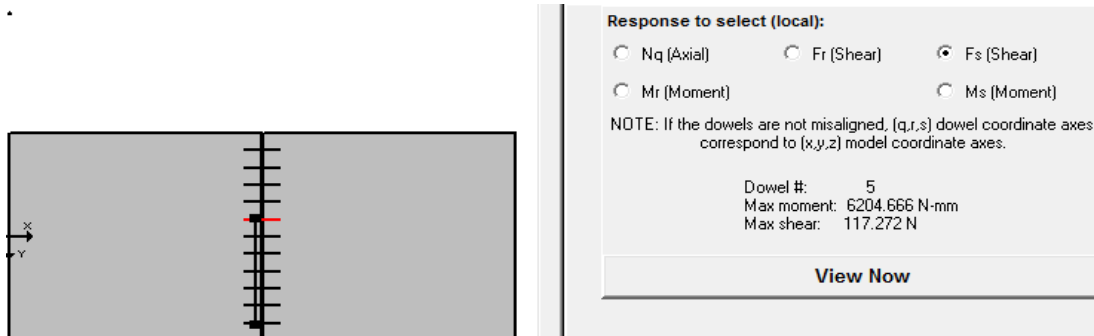 X
Y
Response to select (local):
Nq (Axial) Fr (Shear) Fs (Shear)
Mr (Moment) Ms (Moment)
NOTE: If the dowels are not misaligned, (q,r,s) dowel coordinate axes
correspond to (x,y,z) model coordinate axes.
Dowel #: 5
Max moment: 6204.666 N-mm
Max shear: 117.272 N
View Now